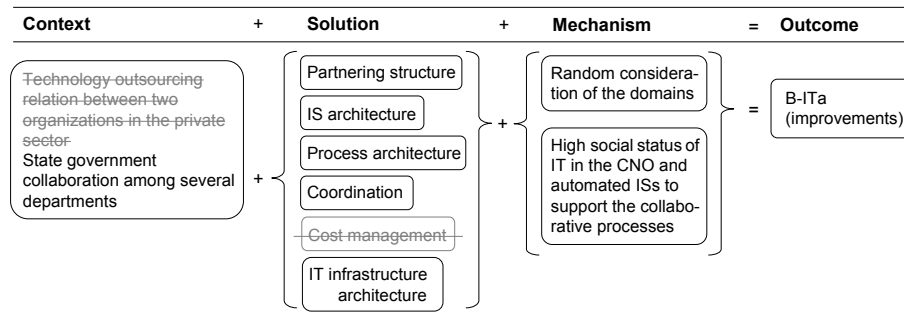 Context + Solution + Mechanism = Outcome
Technology outsourcing
relation between two
organizations in the private
sector
State government
collaboration among several
departments
+
Partnering structure
IS architecture
Process architecture
Coordination
Cost management
IT infrastructure
architecture
+
Random considera-
tion of the domains
High social status of
IT in the CNO and
automated ISs to
support the collabo-
rative processes
=
B-ITa
(improvements)